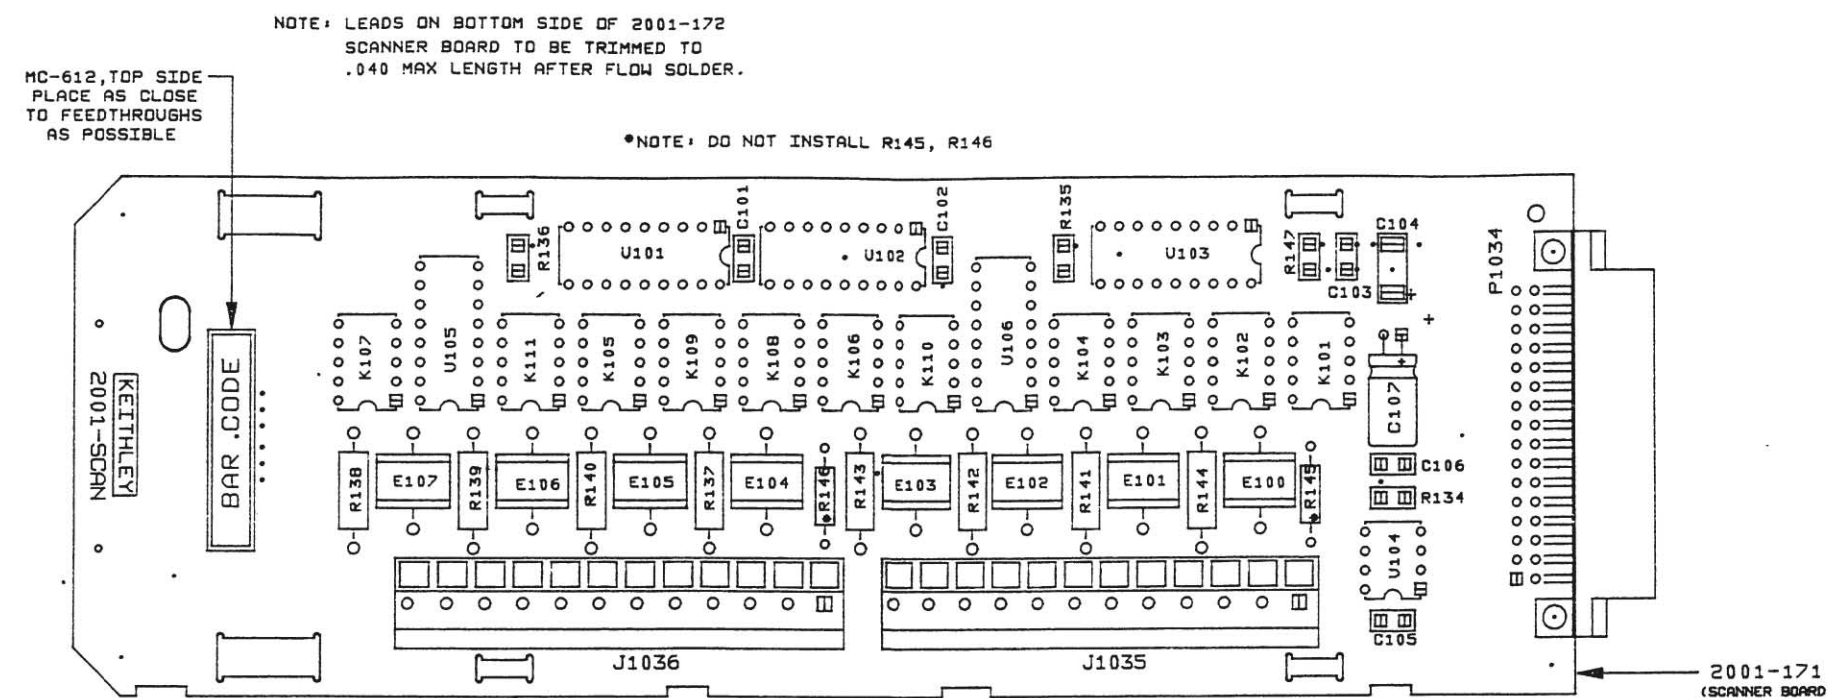 NOTE: LEADS ON BOTTOM SIDE OF 2001-172
SCANNER BOARD TO BE TRIMMED TO
.040 MAX LENGTH AFTER FLOW SOLDER.
MC-612,TOP SIDE
PLACE AS CLOSE
TO FEEDTHROUGHS
AS POSSIBLE
*NOTE: DO NOT INSTALL R145, R146
R136
U101
C101
U102
C102
R135
U103
R147
C103
C104
P1034
K107
U105
K111
K105
K109
K108
K106
K110
U106
K104
K103
K102
K101
+
+
+
C107
KEITHLEY
2001-SCAN
BAR.CODE
R138
E107
R139
E106
R140
E105
R137
E104
R146
R143
E103
R142
E102
R141
E101
R144
E100
R145
C106
R134
U104
C105
J1036
J1035
2001-171
(SCANNER BOARD